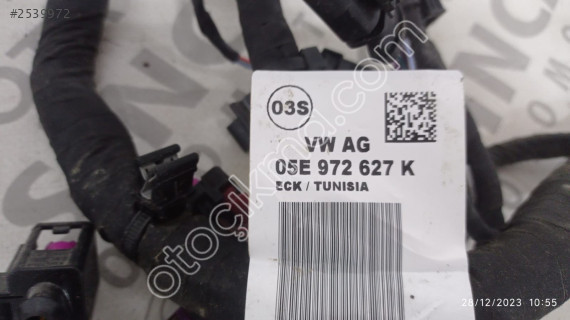 #2539972
03S
VW AG
05E 972 627 K
ECK / TUNISIA
otoçıkma.com
28/12/2023 10:55